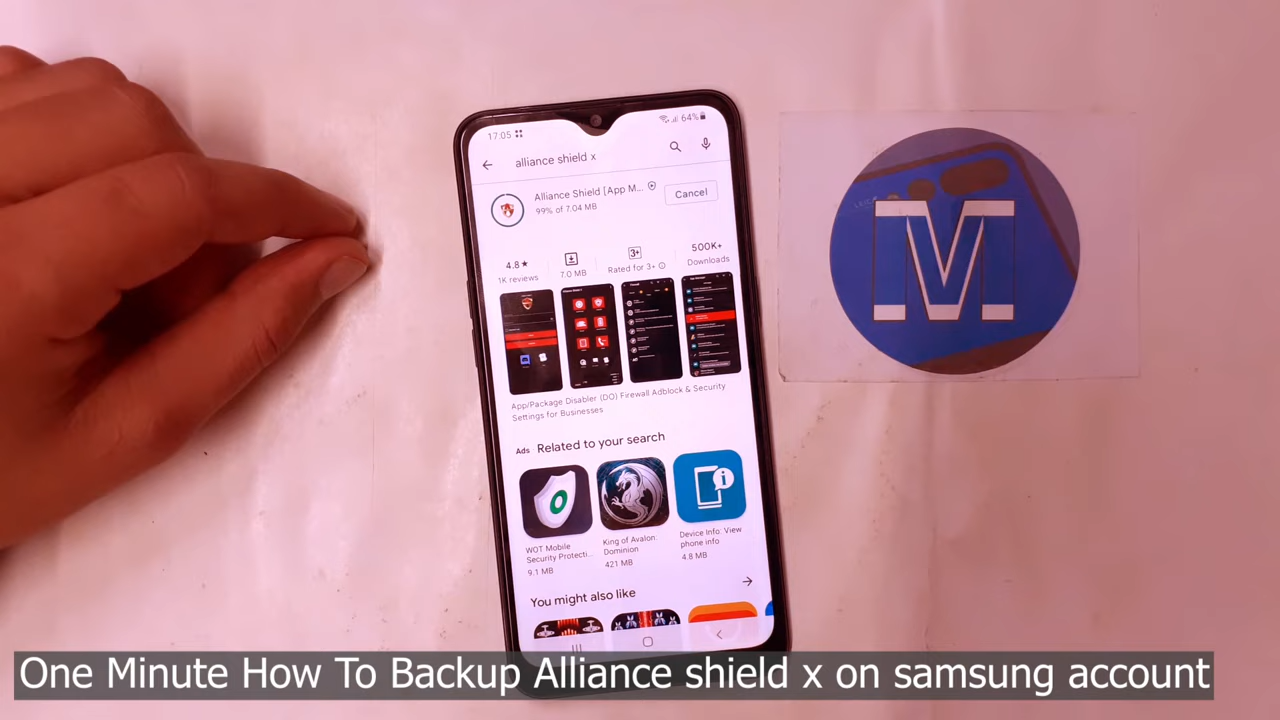 17:05
64%
alliance shield x
Alliance Shield [App M...
99% of 7.04 MB
Cancel
4.8★
1K reviews
7.0 MB
3+
Rated for 3+
500K+
Downloads
App/Package Disabler (DO) Firewall Adblock & Security
Settings for Businesses
Ads · Related to your search
WOT Mobile
Security Protecti...
9.1 MB
King of Avalon:
Dominion
421 MB
Device Info: View
phone info
4.8 MB
You might also like
M
One Minute How To Backup Alliance shield x on samsung account